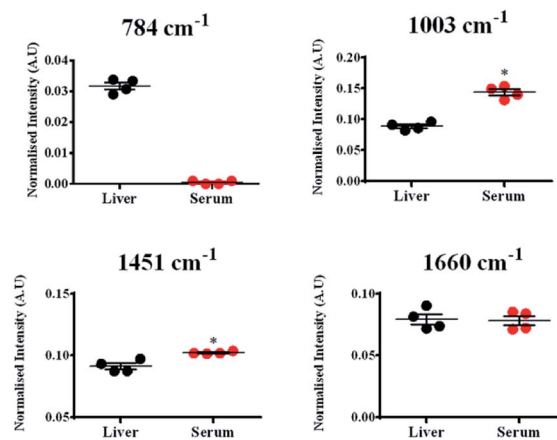 784 cm-1
Normalised Intensity (A.U)
0.04
0.03
0.02
0.01
0.00
Liver Serum
1003 cm-1
Normalised Intensity (A.U)
0.20
0.15
0.10
0.05
0.00
*
Liver Serum
1451 cm-1
Normalised Intensity (A.U)
0.15
0.10
0.05
*
Liver Serum
1660 cm-1
Normalised Intensity (A.U)
0.10
0.05
0.00
Liver Serum